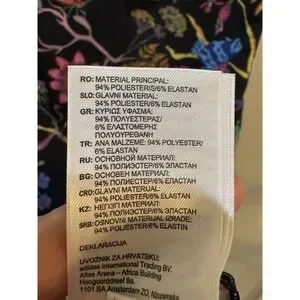 RO: MATERIAL PRINCIPAL:
94% POLIESTERIS/6% ELASTAN
SLO: GLAVNI MATERIAL:
94% POLIESTER/6% ELASTAN
GR: ΚΥΡΙΩΣ ΥΦΑΣΜΑ:
94% ΠΟΛΥΕΣΤΕΡΑΣ/
6% ΕΛΑΣΤΟΜΕΡΗΣ
ΠΟΛΥΟΥΡΕΘΑΝΗ
TR: ANA MALZEME: 94% POLYESTER/
6% ELASTAN
RU: ОСНОВНОЙ МАТЕРИАЛ:
94% ПОЛИЭСТЕР/6% ЭЛАСТАН
BG: ОСНОВЕН МАТЕРИАЛ:
94% ПОЛИЕСТЕР/6% ЕЛАСТАН
CRO: GLAVNI MATERIJAL:
94% POLIESTER/6% ELASTAN
KZ: НЕГІЗГІ МАТЕРИАЛ:
94% ПОЛИЭСТЕР/6% ЭЛАСТАН
SRB: OSNOVNI MATERIJAL IZRADE:
94% POLIESTER/6% ELASTIN
DEKLARACIJA
UVOZNIK ZA HRVATSKU:
adidas International Trading BV.
Atlas Arena – Africa Building
Hoogoorddreef 9a,
1101 BA Amsterdam ZO, Nizozemska